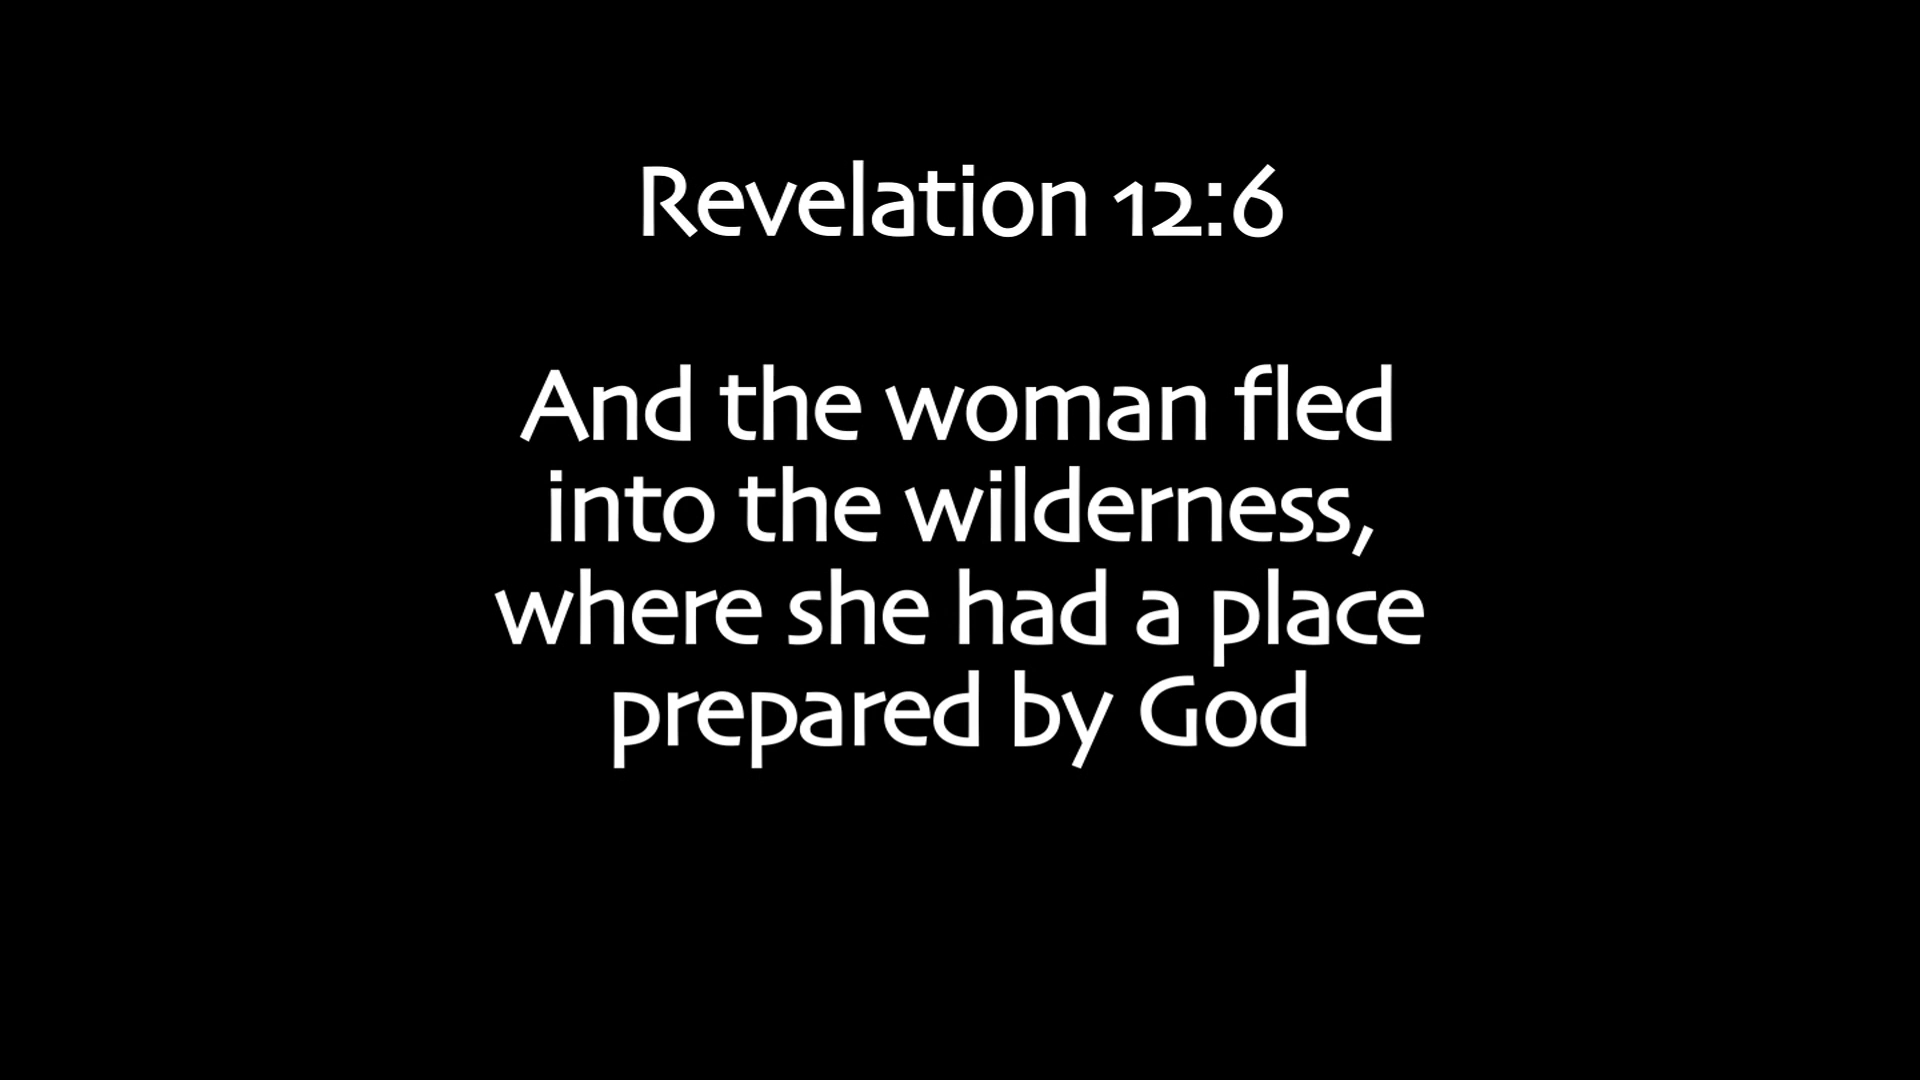 Revelation 12:6
And the woman fled
into the wilderness,
where she had a place
prepared by God